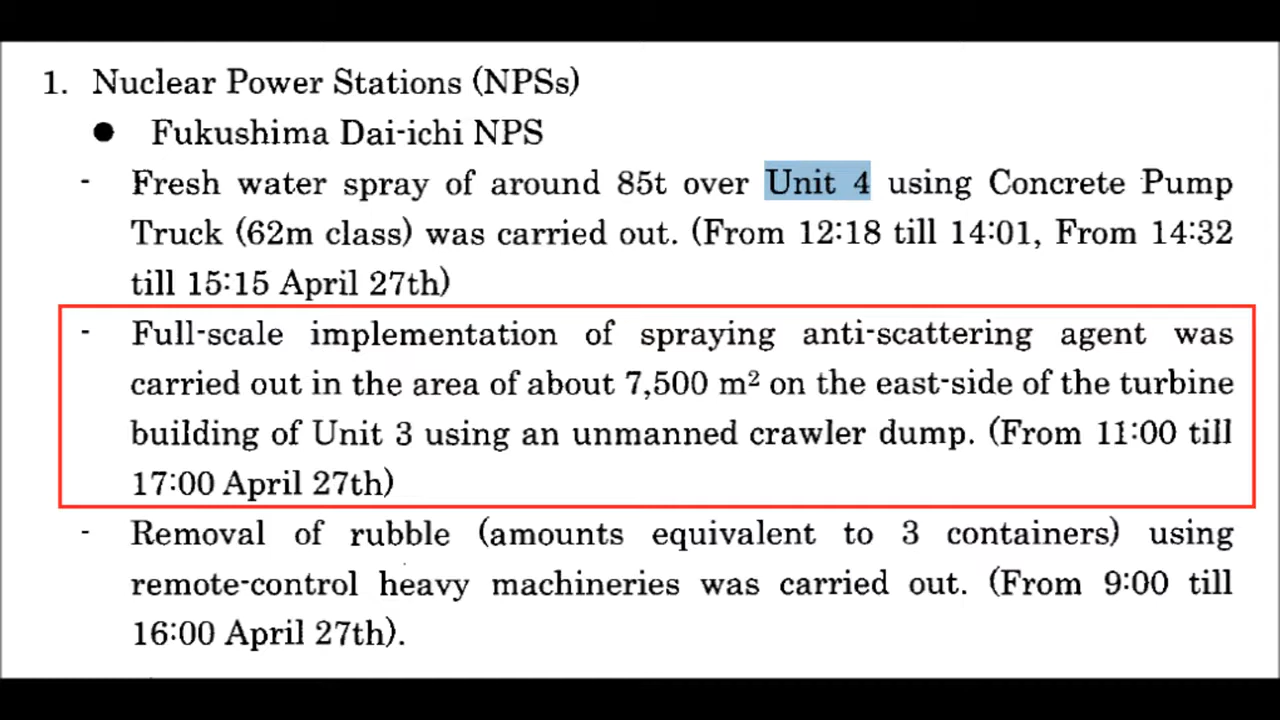 1. Nuclear Power Stations (NPSs)
● Fukushima Dai-ichi NPS
- Fresh water spray of around 85t over Unit 4 using Concrete Pump
Truck (62m class) was carried out. (From 12:18 till 14:01, From 14:32
till 15:15 April 27th)
- Full-scale implementation of spraying anti-scattering agent was
carried out in the area of about 7,500 m² on the east-side of the turbine
building of Unit 3 using an unmanned crawler dump. (From 11:00 till
17:00 April 27th)
- Removal of rubble (amounts equivalent to 3 containers) using
remote-control heavy machineries was carried out. (From 9:00 till
16:00 April 27th).